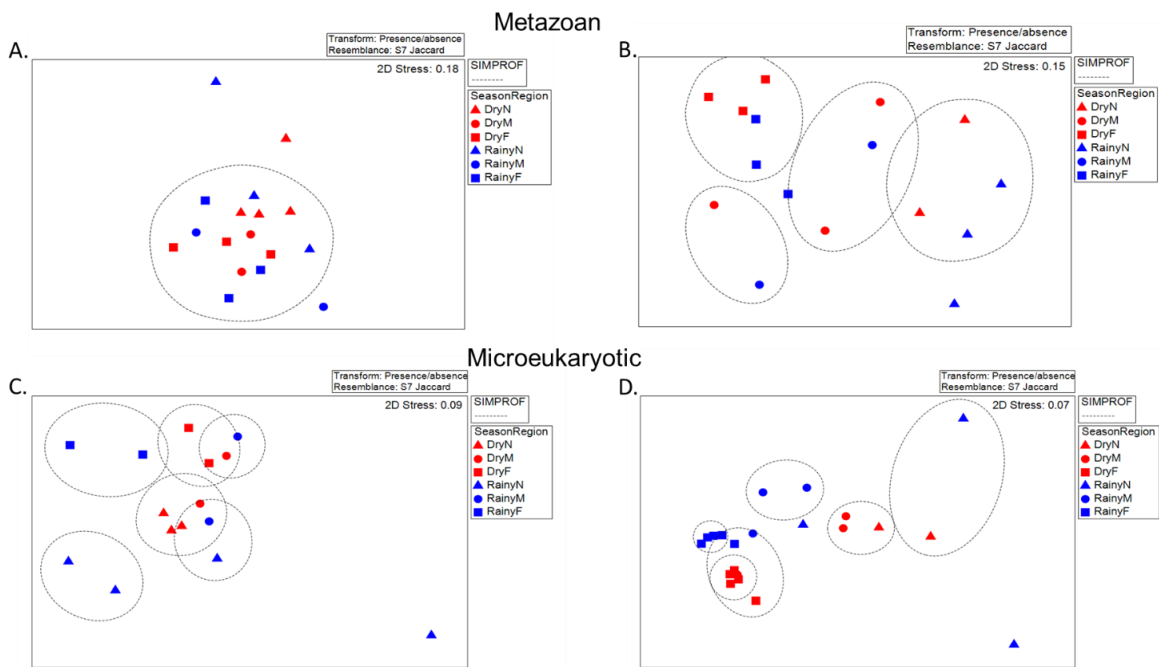 Metazoan
A.
Transform: Presence/absence
Resemblance: S7 Jaccard
2D Stress: 0.18
SIMPROF
SeasonRegion
DryN
DryM
DryF
RainyN
RainyM
RainyF
B.
Transform: Presence/absence
Resemblance: S7 Jaccard
2D Stress: 0.15
SIMPROF
SeasonRegion
DryN
DryM
DryF
RainyN
RainyM
RainyF
Microeukaryotic
C.
Transform: Presence/absence
Resemblance: S7 Jaccard
2D Stress: 0.09
SIMPROF
SeasonRegion
DryN
DryM
DryF
RainyN
RainyM
RainyF
D.
Transform: Presence/absence
Resemblance: S7 Jaccard
2D Stress: 0.07
SIMPROF
SeasonRegion
DryN
DryM
DryF
RainyN
RainyM
RainyF